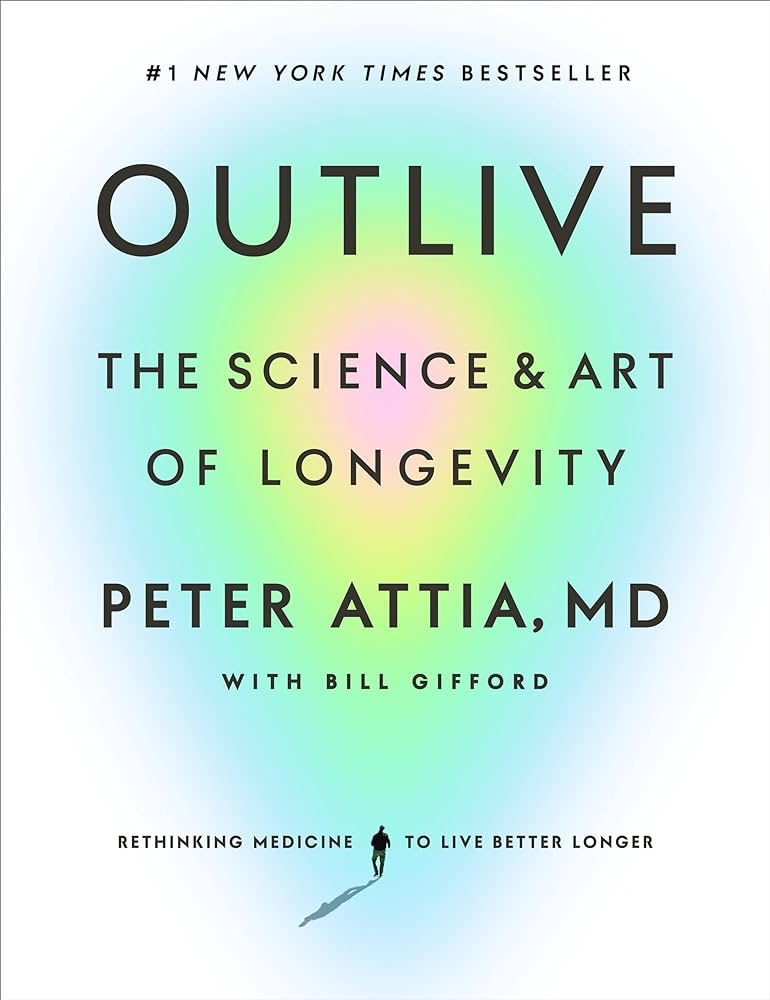 #1 NEW YORK TIMES BESTSELLER
OUTLIVE
THE SCIENCE & ART
OF LONGEVITY
PETER ATTIA, MD
WITH BILL GIFFORD
RETHINKING MEDICINE TO LIVE BETTER LONGER